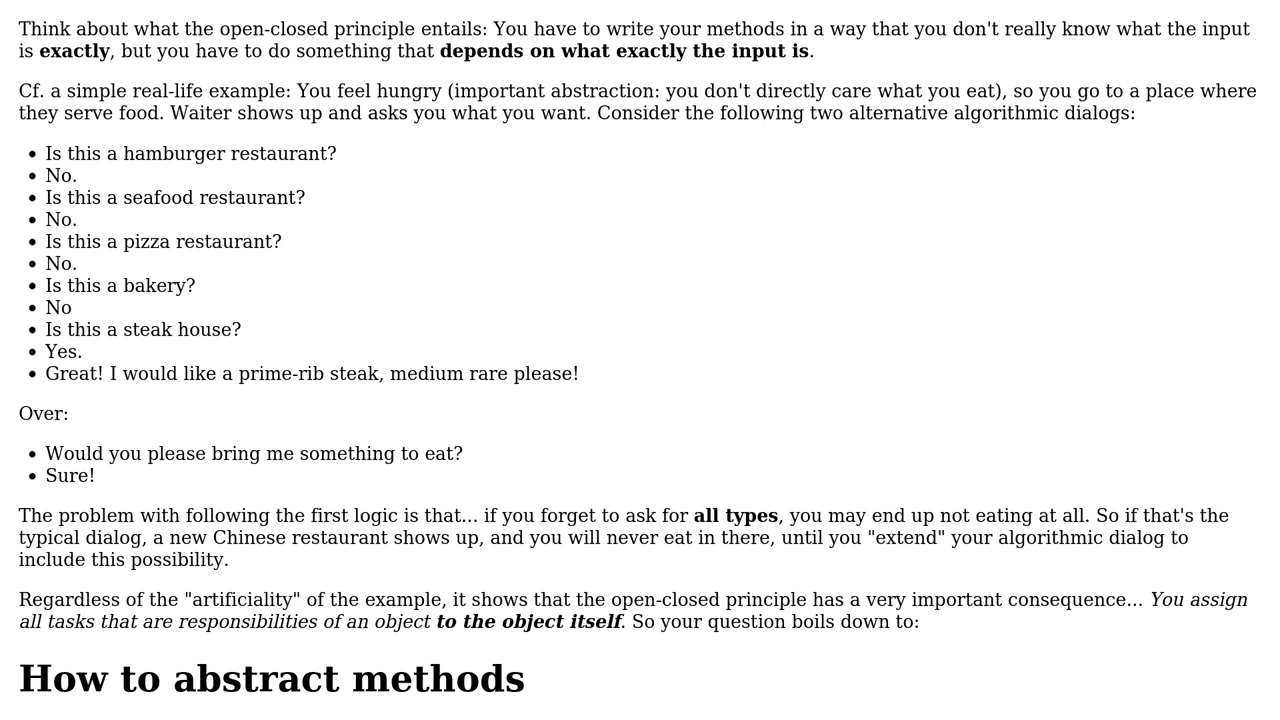 Think about what the open-closed principle entails: You have to write your methods in a way that you don't really know what the input
is exactly, but you have to do something that depends on what exactly the input is.
Cf. a simple real-life example: You feel hungry (important abstraction: you don't directly care what you eat), so you go to a place where
they serve food. Waiter shows up and asks you what you want. Consider the following two alternative algorithmic dialogs:
• Is this a hamburger restaurant?
• No.
• Is this a seafood restaurant?
• No.
• Is this a pizza restaurant?
• No.
• Is this a bakery?
• No
• Is this a steak house?
• Yes.
• Great! I would like a prime-rib steak, medium rare please!
Over:
• Would you please bring me something to eat?
• Sure!
The problem with following the first logic is that... if you forget to ask for all types, you may end up not eating at all. So if that's the
typical dialog, a new Chinese restaurant shows up, and you will never eat in there, until you "extend" your algorithmic dialog to
include this possibility.
Regardless of the "artificiality" of the example, it shows that the open-closed principle has a very important consequence... You assign
all tasks that are responsibilities of an object to the object itself. So your question boils down to:
How to abstract methods